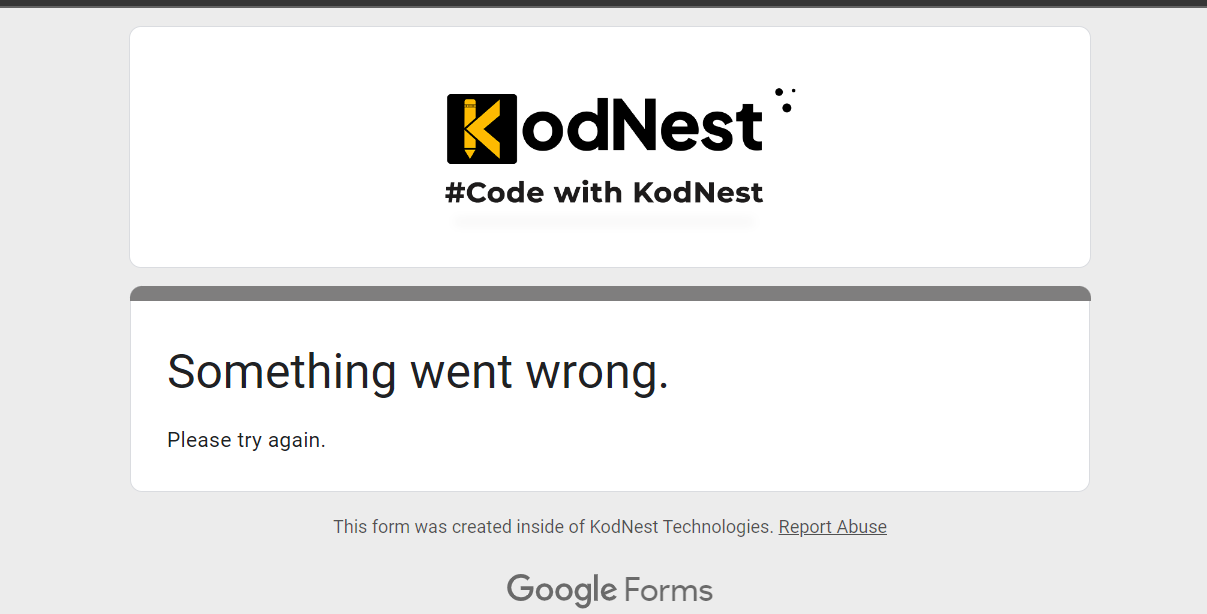 KodNest
#Code with KodNest
Something went wrong.
Please try again.
This form was created inside of KodNest Technologies. Report Abuse
Google Forms